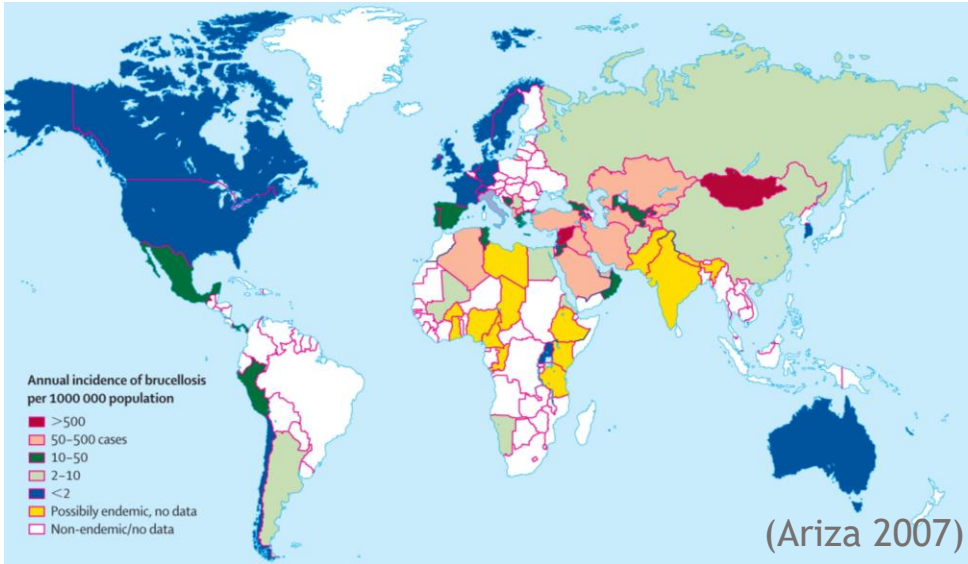 Annual incidence of brucellosis
per 1000 000 population
>500
50–500 cases
10–50
2–10
<2
Possibily endemic, no data
Non-endemic/no data
(Ariza 2007)